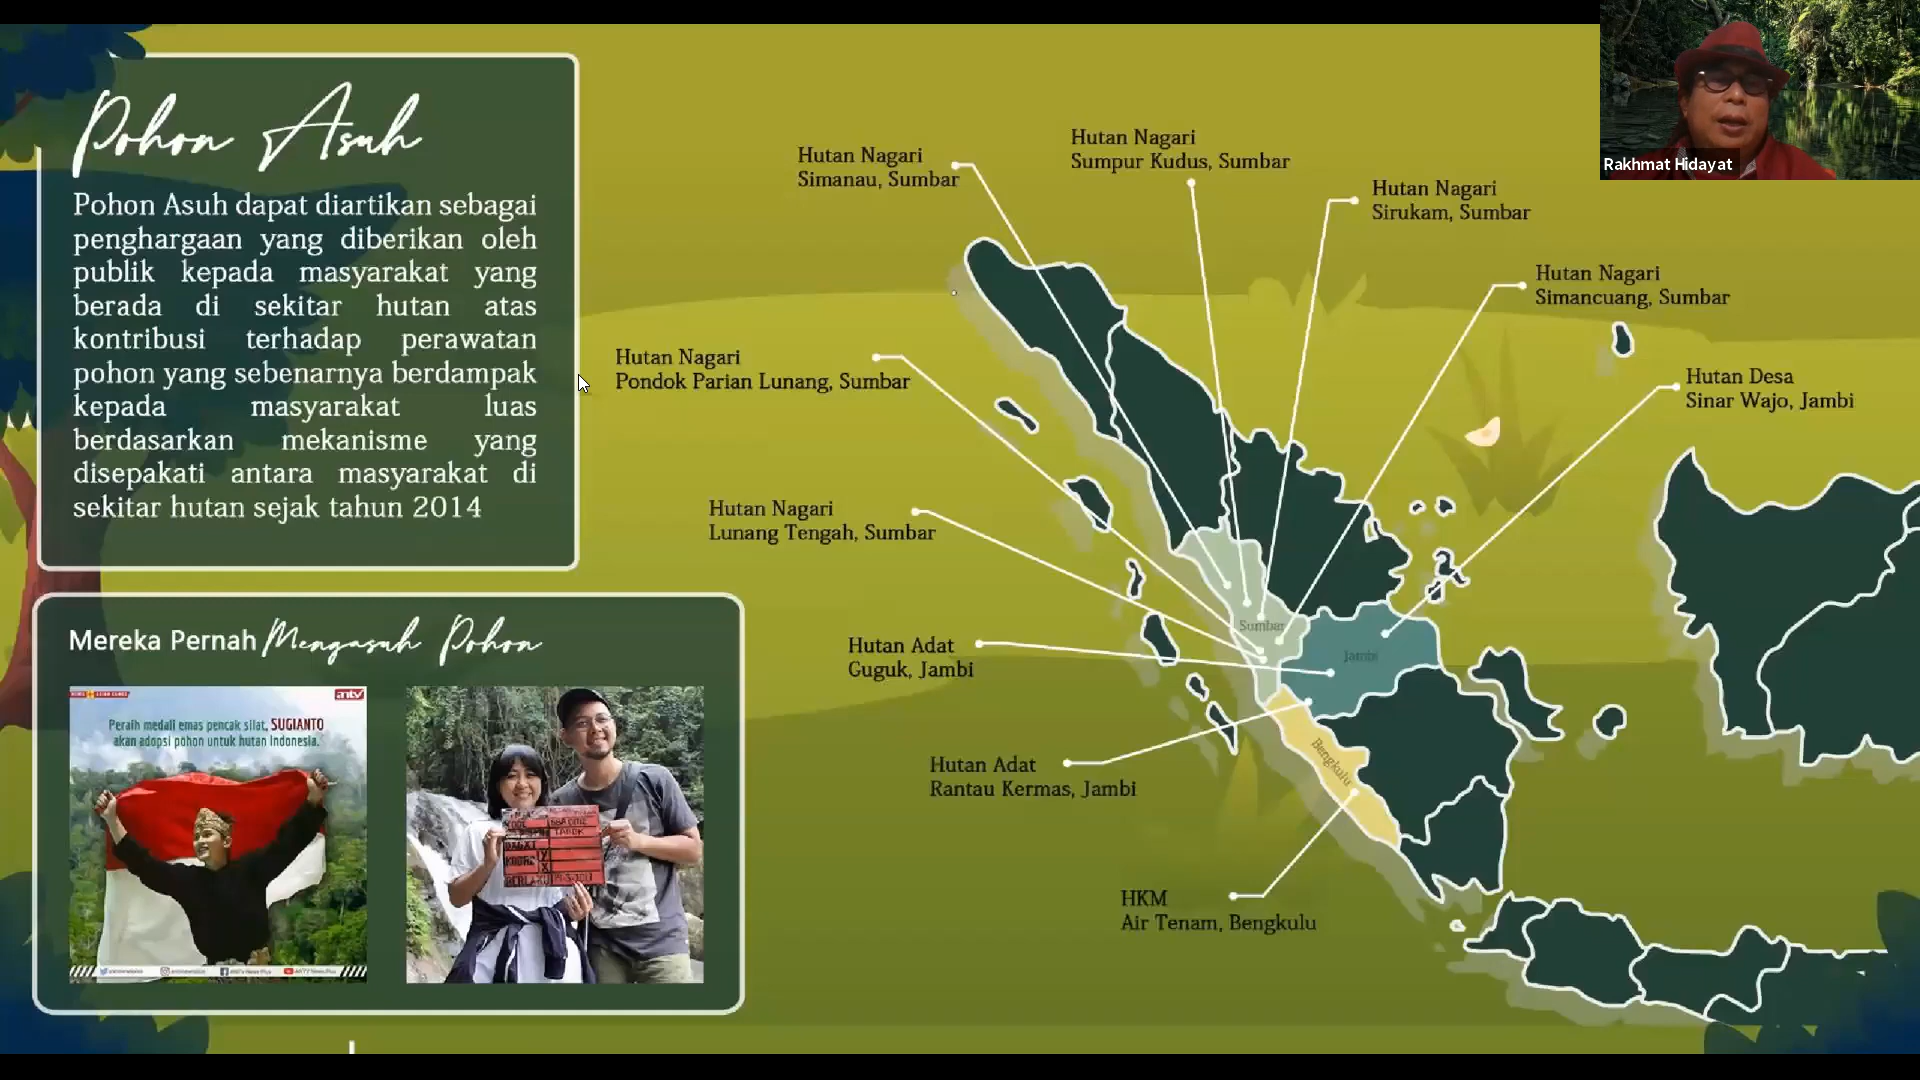 Pohon Asuh
Pohon Asuh dapat diartikan sebagai
penghargaan yang diberikan oleh
publik kepada masyarakat yang
berada di sekitar hutan atas
kontribusi terhadap perawatan
pohon yang sebenarnya berdampak
kepada masyarakat luas
berdasarkan mekanisme yang
disepakati antara masyarakat di
sekitar hutan sejak tahun 2014
Mereka Pernah Mengasuh Pohon
antv
Peraih medali emas pencak silat, SUGIANTO
akan adopsi pohon untuk hutan Indonesia.
Hutan Nagari
Simanau, Sumbar
Hutan Nagari
Sumpur Kudus, Sumbar
Hutan Nagari
Sirukam, Sumbar
Hutan Nagari
Simancuang, Sumbar
Hutan Nagari
Pondok Parian Lunang, Sumbar
Hutan Desa
Sinar Wajo, Jambi
Hutan Nagari
Lunang Tengah, Sumbar
Hutan Adat
Guguk, Jambi
Hutan Adat
Rantau Kermas, Jambi
HKM
Air Tenam, Bengkulu
Sumbar
Jambi
Bengkulu
Rakhmat Hidayat